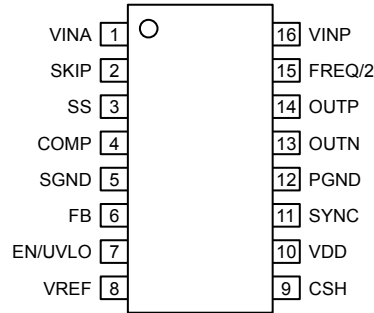 VINA 1 16 VINP
SKIP 2 15 FREQ/2
SS 3 14 OUTP
COMP 4 13 OUTN
SGND 5 12 PGND
FB 6 11 SYNC
EN/UVLO 7 10 VDD
VREF 8 9 CSH